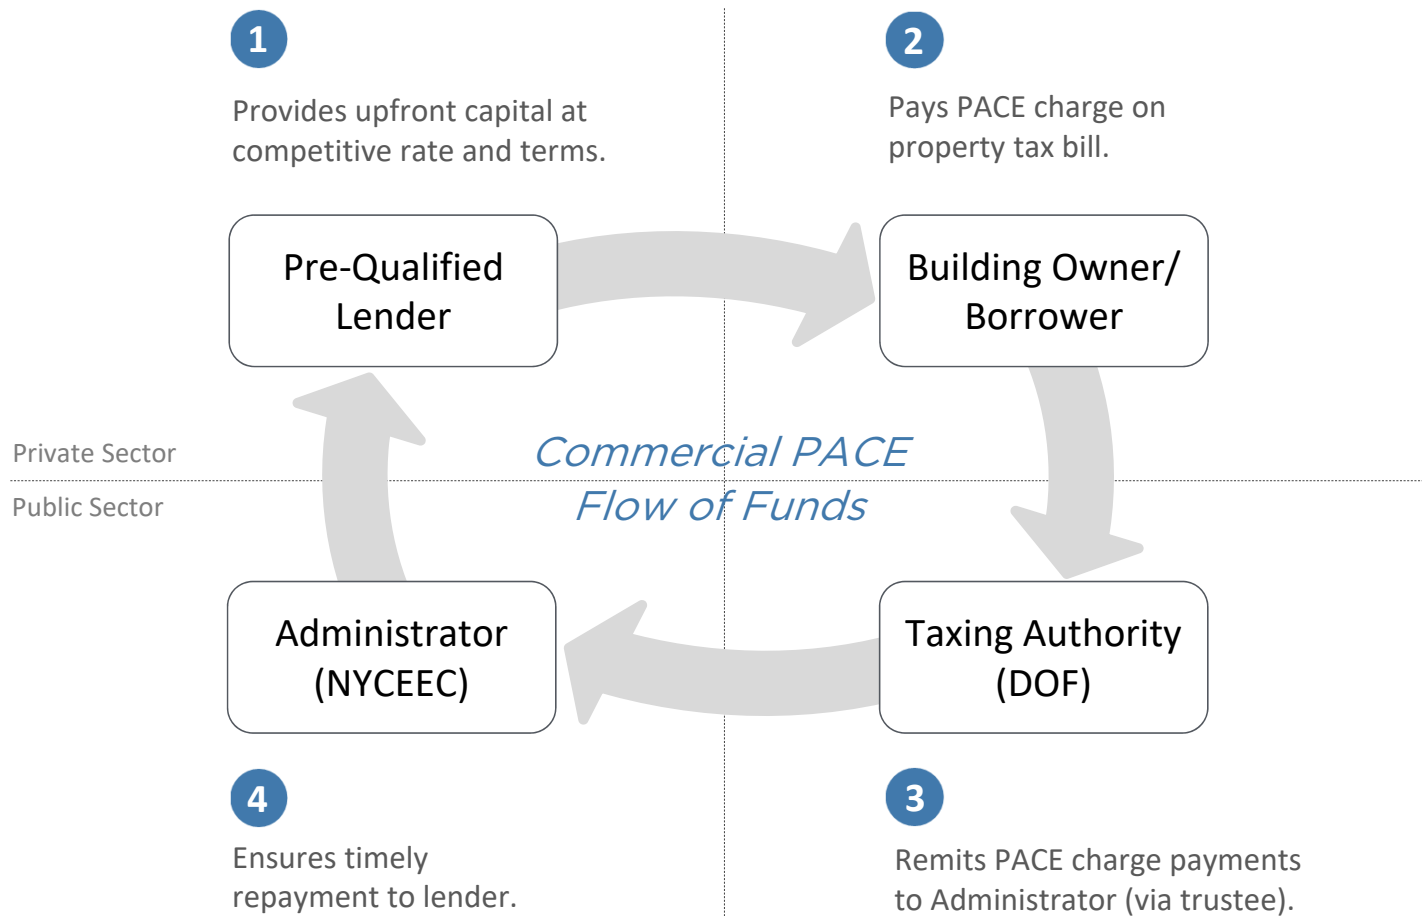 1
Provides upfront capital at
competitive rate and terms.
Pre-Qualified
Lender
2
Pays PACE charge on
property tax bill.
Building Owner/
Borrower
Private Sector
Public Sector
Commercial PACE
Flow of Funds
Administrator
(NYCEEC)
4
Ensures timely
repayment to lender.
Taxing Authority
(DOF)
3
Remits PACE charge payments
to Administrator (via trustee).